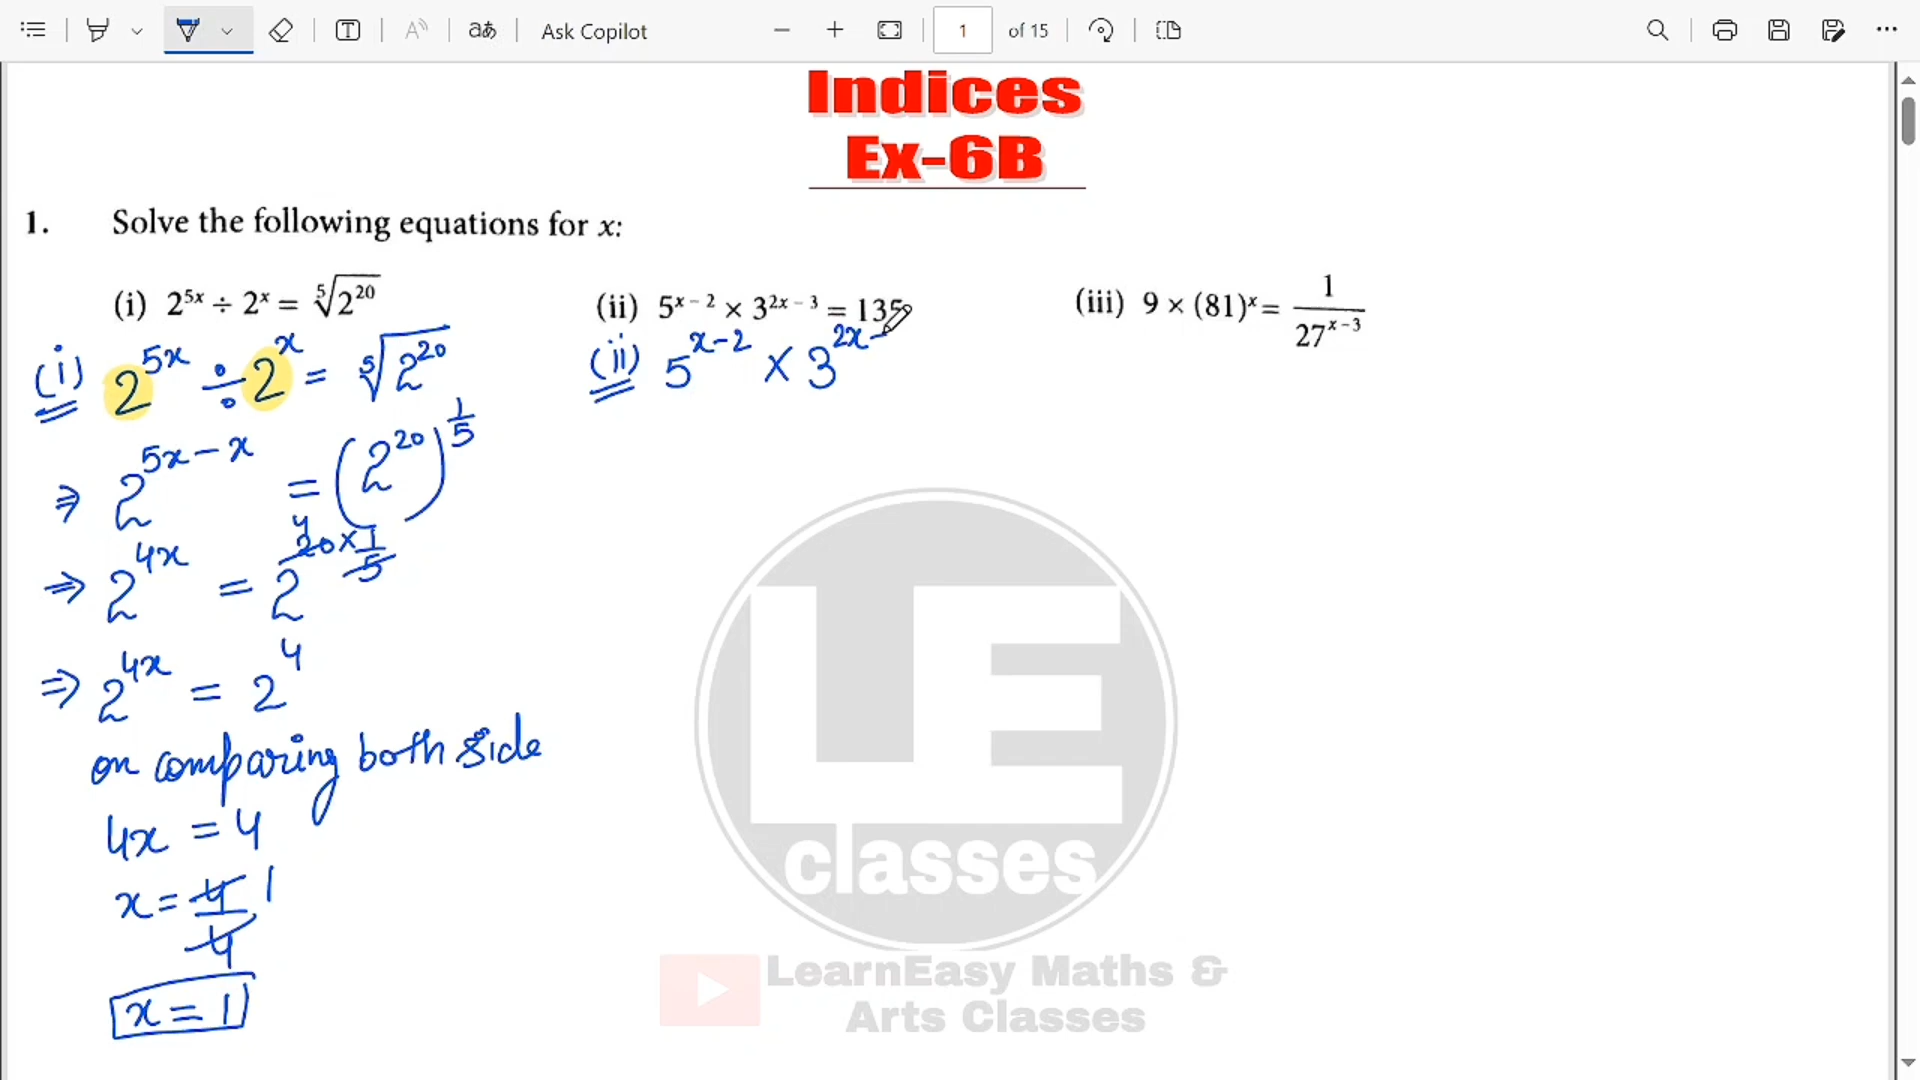 Ask Copilot
1 of 15
Indices
Ex-6B
1. Solve the following equations for x:
(i) 2^{5x} ÷ 2^x = ⁵√(2^{20})
(ii) 5^{x – 2} × 3^{2x – 3} = 135
(iii) 9 × (81)^x = 1/27^{x – 3}
(i) 2^{5x} ÷ 2^x = ⁵√(2^{20})
⇒ 2^{5x – x} = (2^{20})^{1/5}
⇒ 2^{4x} = 2^{20 × 1/5} 4
⇒ 2^{4x} = 2^4
on comparing both side
4x = 4
x = 4/4 1
x = 1
(ii) 5^{x–2} × 3^{2x–
LE
classes
LearnEasy Maths &
Arts Classes